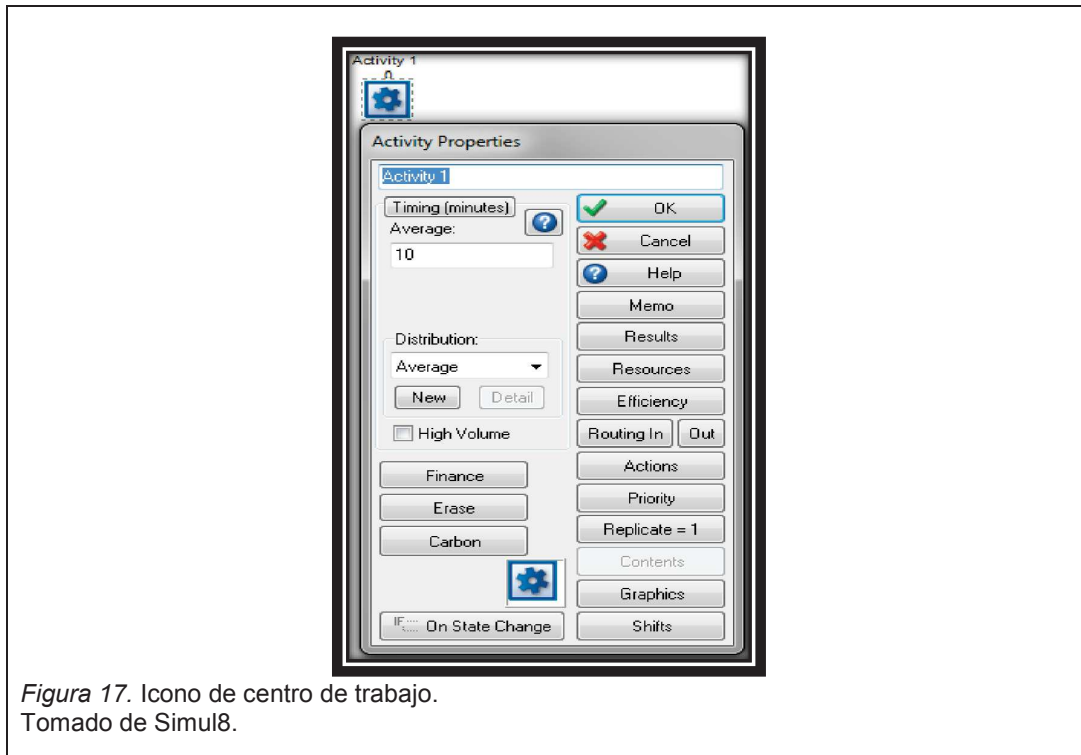 Activity 1
0
Activity Properties
Activity 1
Timing (minutes)
Average:
10
Distribution:
Average
New Detail
High Volume
Finance
Erase
Carbon
IF On State Change
OK
Cancel
Help
Memo
Results
Resources
Efficiency
Routing In Out
Actions
Priority
Replicate = 1
Contents
Graphics
Shifts
Figura 17. Icono de centro de trabajo.
Tomado de Simul8.